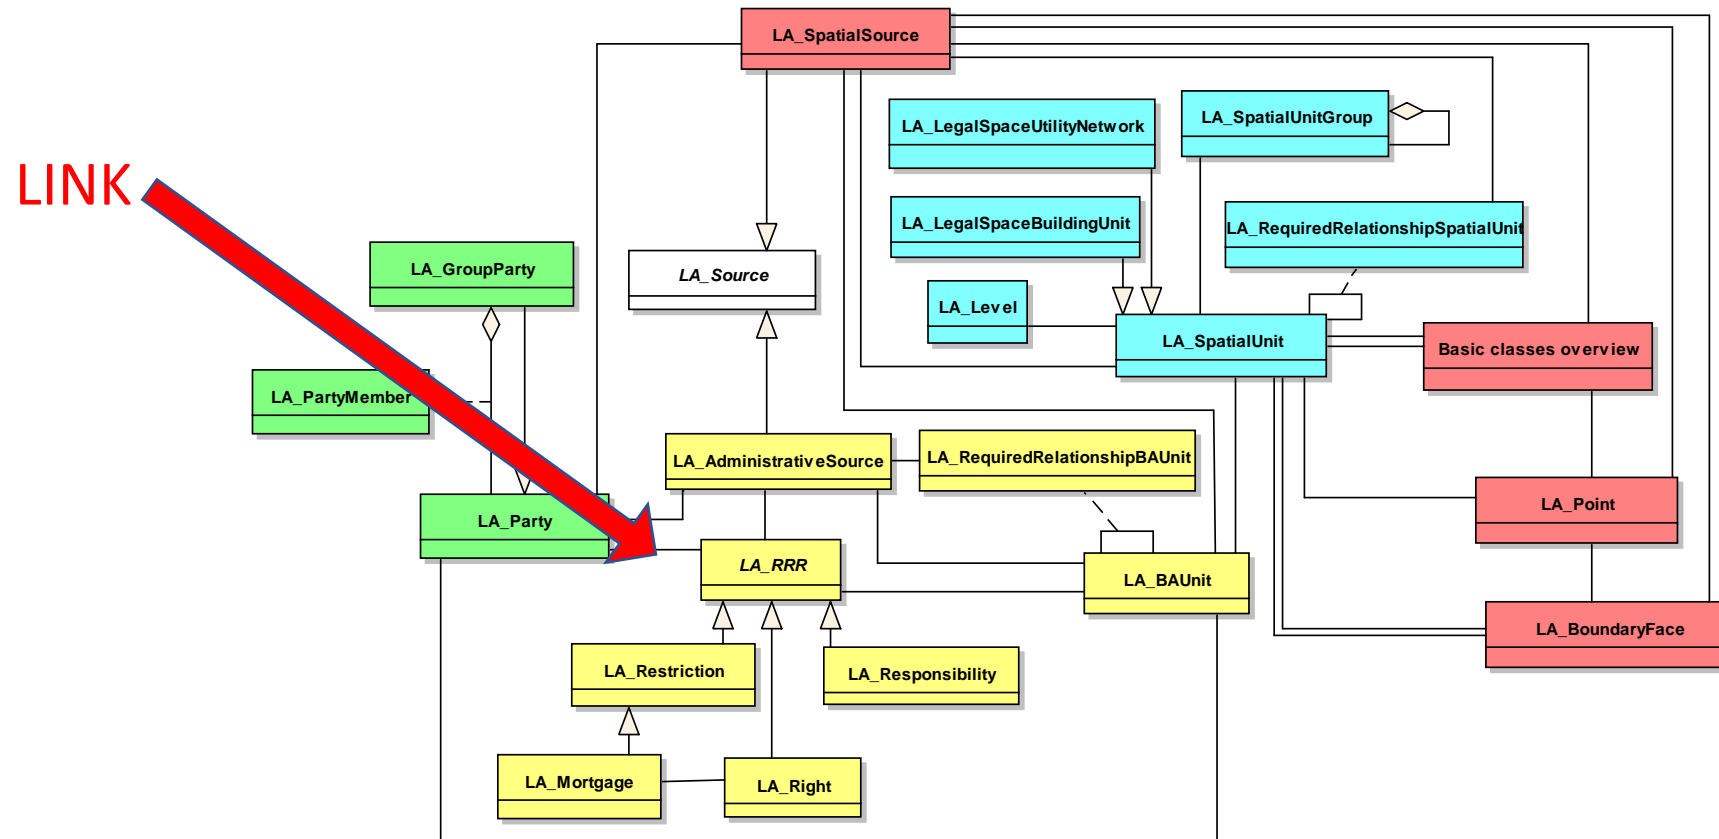 LA_SpatialSource
LA_LegalSpaceUtilityNetwork
LA_SpatialUnitGroup
LINK
LA_LegalSpaceBuildingUnit
LA_RequiredRelationshipSpatialUnit
LA_GroupParty
LA_Source
LA_Level
LA_SpatialUnit
Basic classes overview
LA_PartyMember
LA_AdministrativeSource
LA_RequiredRelationshipBAUnit
LA_Party
LA_Point
LA_RRR
LA_BAUnit
LA_BoundaryFace
LA_Restriction
LA_Responsibility
LA_Mortgage
LA_Right